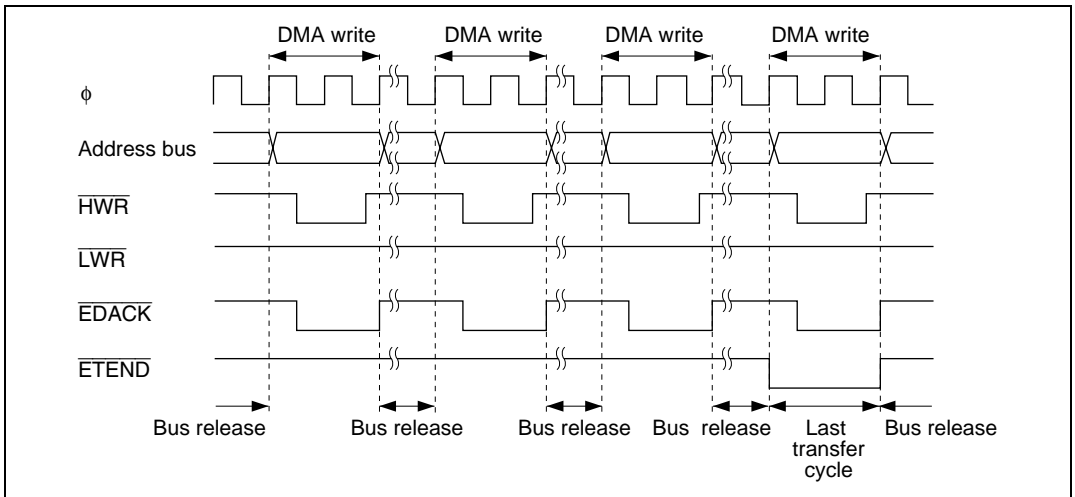 DMA write DMA write DMA write DMA write
ϕ
Address bus
HWR
LWR
EDACK
ETEND
Bus release Bus release Bus release Bus release Last transfer cycle Bus release